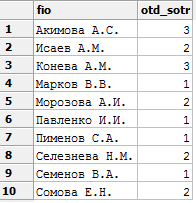 fio otd_sotr
1 Акимова А.С. 3
2 Исаев А.М. 2
3 Конева А.М. 3
4 Марков В.В. 1
5 Морозова А.И. 2
6 Павленко И.И. 1
7 Пименов С.А. 1
8 Селезнева Н.М. 2
9 Семенов В.А. 1
10 Сомова Е.Н. 2